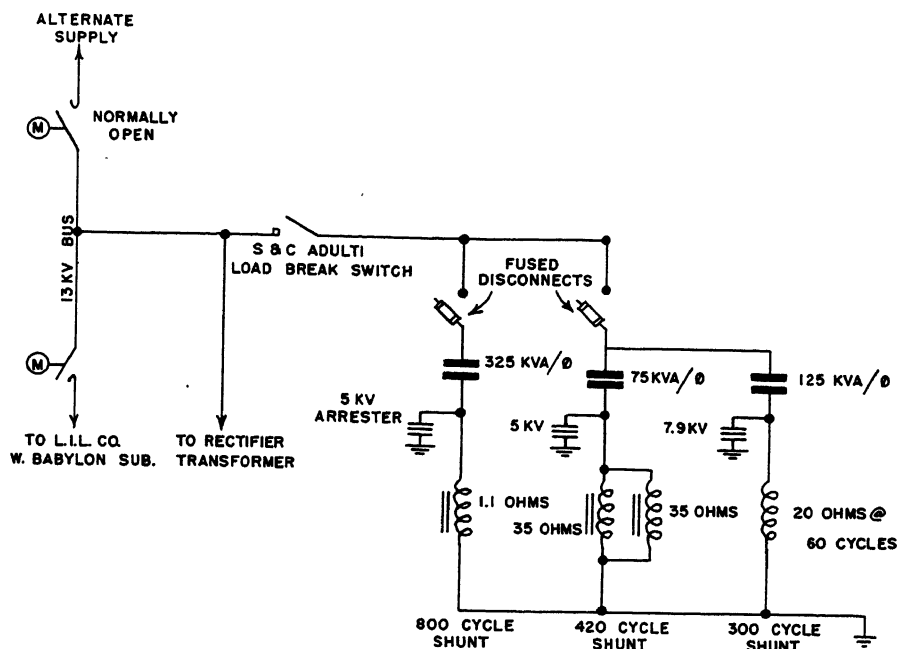 ALTERNATE
SUPPLY
NORMALLY
OPEN
M
13 KV BUS
S & C ADULTI
LOAD BREAK SWITCH
FUSED
DISCONNECTS
M
325 KVA/Ø
75 KVA/Ø
125 KVA/Ø
5 KV
ARRESTER
5 KV
7.9 KV
TO L.I.L. CO.
W. BABYLON SUB.
TO RECTIFIER
TRANSFORMER
1.1 OHMS
35 OHMS
35 OHMS
20 OHMS @
60 CYCLES
800 CYCLE
SHUNT
420 CYCLE
SHUNT
300 CYCLE
SHUNT